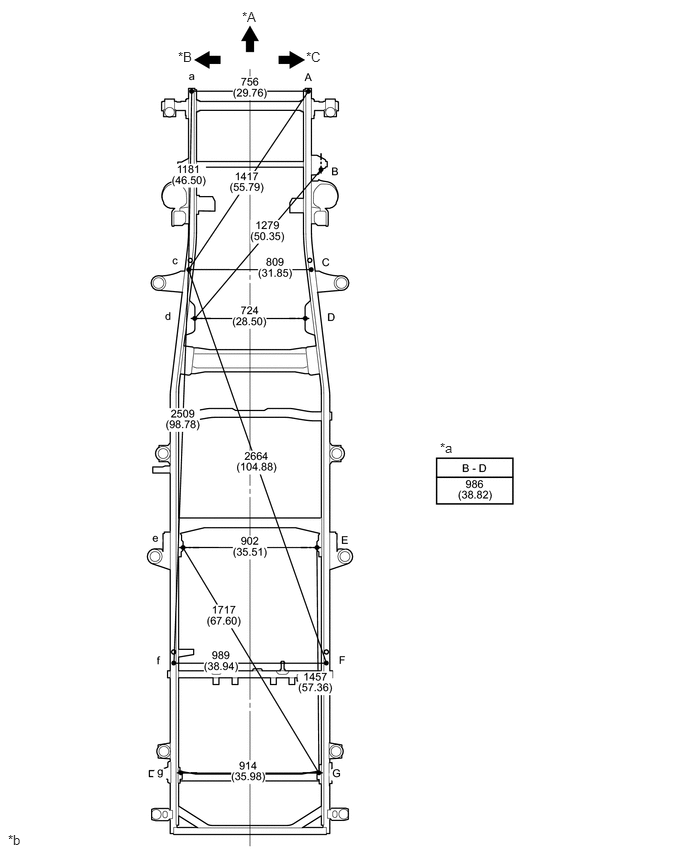 *A
*B
*C
a
A
756
(29.76)
B
1181
(46.50)
1417
(55.79)
1279
(50.35)
c
809
(31.85)
C
d
724
(28.50)
D
2509
(98.78)
*a
B - D
986
(38.82)
2664
(104.88)
e
902
(35.51)
E
1717
(67.60)
f
989
(38.94)
F
1457
(57.36)
g
914
(35.98)
G
*b